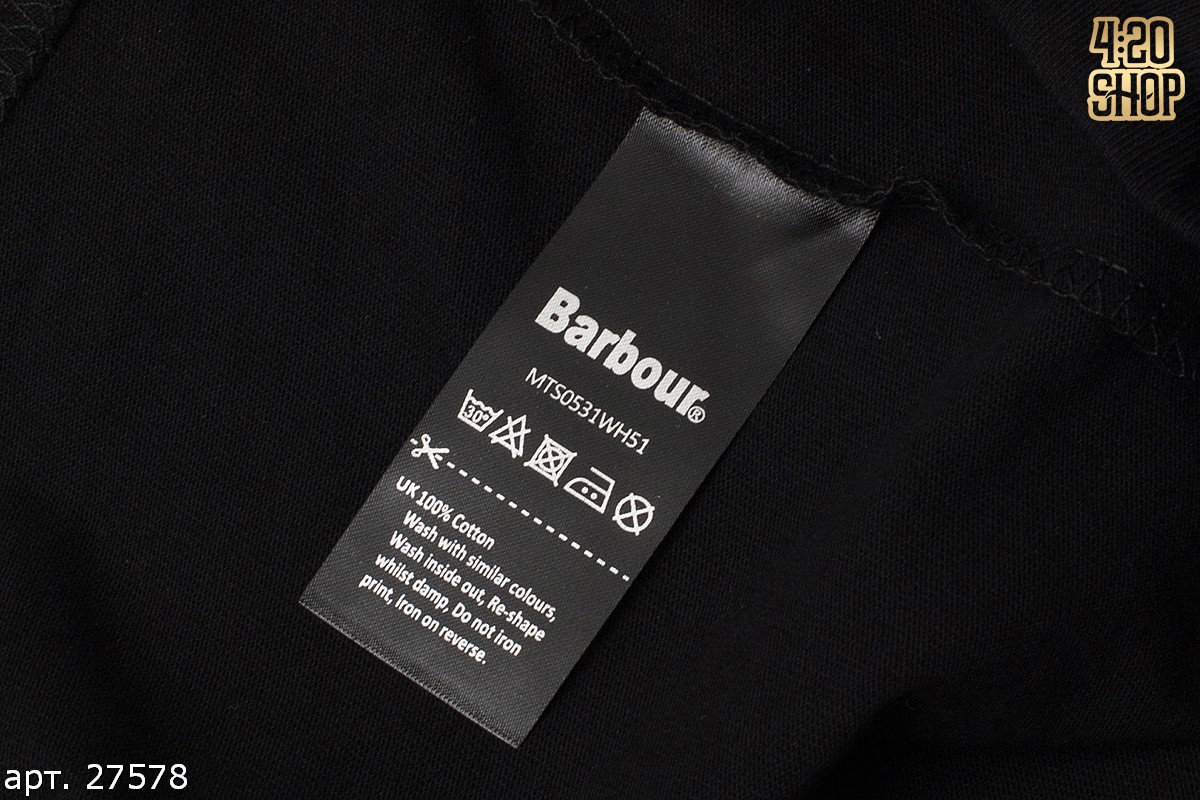 4:20
SHOP
Barbour®
MTS0531WH51
30°
UK 100% Cotton
Wash with similar colours,
Wash inside out, Re-shape
whilst damp, Do not iron
print, Iron on reverse.
арт. 27578